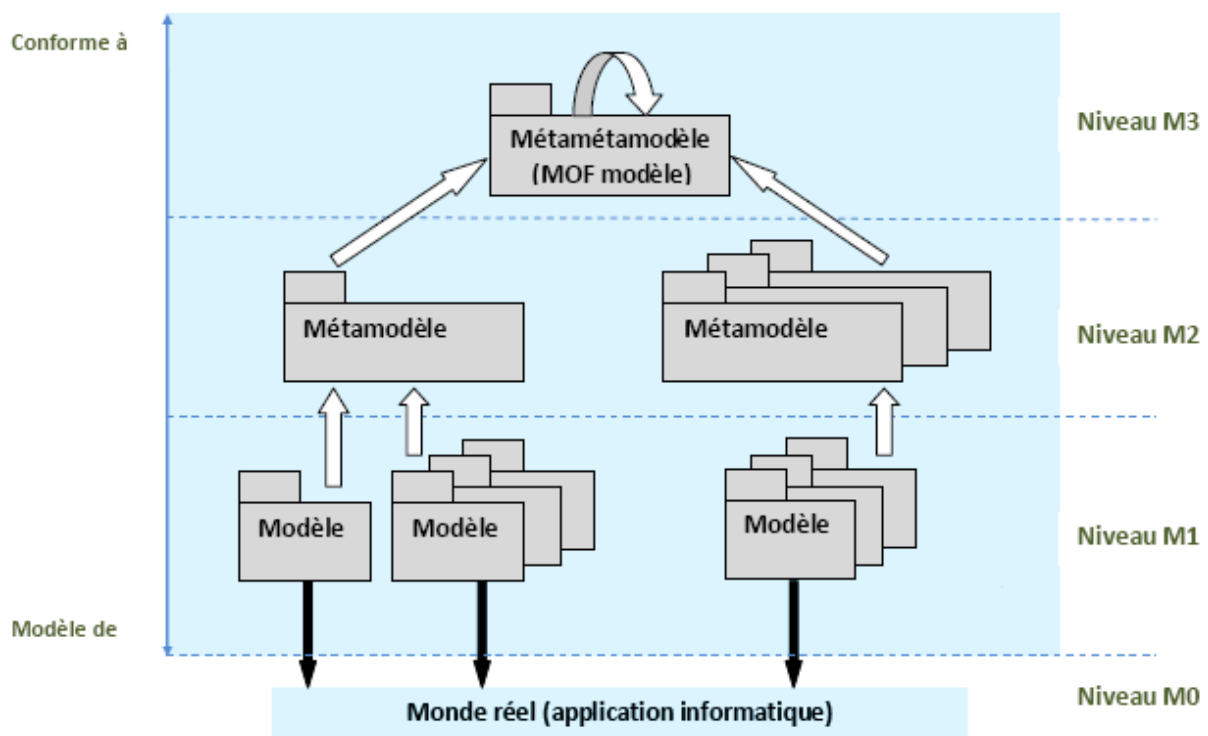 Conforme à
Métamétamodèle
(MOF modèle)
Niveau M3
Métamodèle
Métamodèle
Niveau M2
Modèle
Modèle
Modèle
Niveau M1
Modèle de
Monde réel (application informatique)
Niveau M0